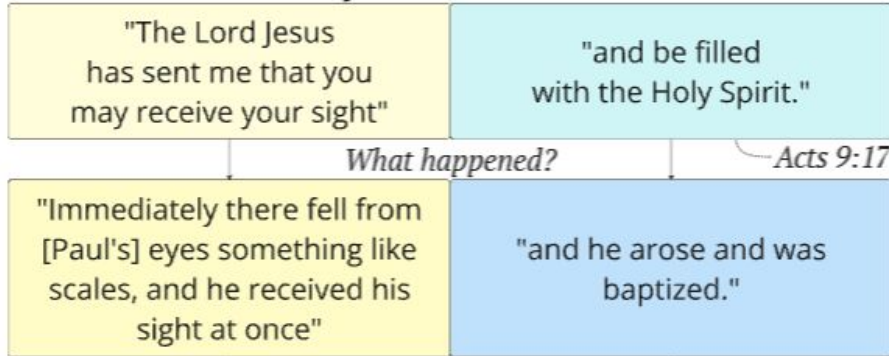 "The Lord Jesus
has sent me that you
may receive your sight"
"and be filled
with the Holy Spirit."
What happened?
Acts 9:17
"Immediately there fell from
[Paul's] eyes something like
scales, and he received his
sight at once"
"and he arose and was
baptized."